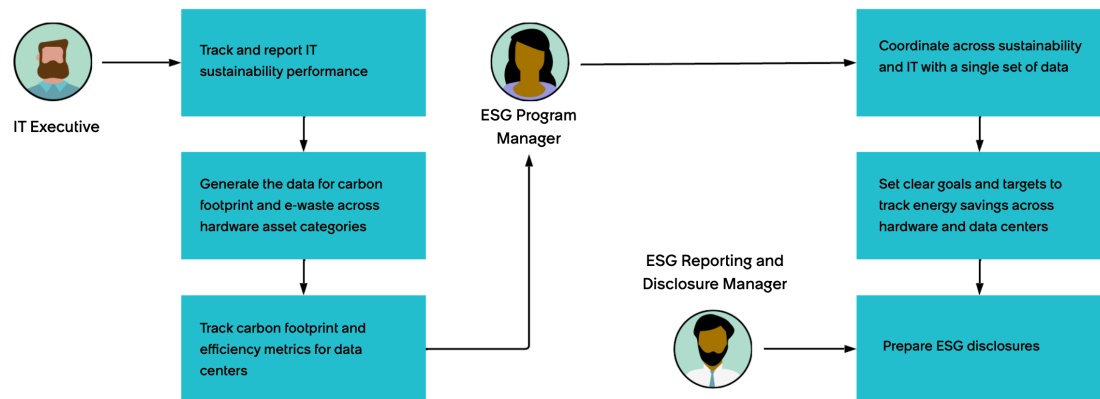 IT Executive
Track and report IT
sustainability performance
Generate the data for carbon
footprint and e-waste across
hardware asset categories
Track carbon footprint and
efficiency metrics for data
centers
ESG Program
Manager
Coordinate across sustainability
and IT with a single set of data
Set clear goals and targets to
track energy savings across
hardware and data centers
ESG Reporting and
Disclosure Manager
Prepare ESG disclosures